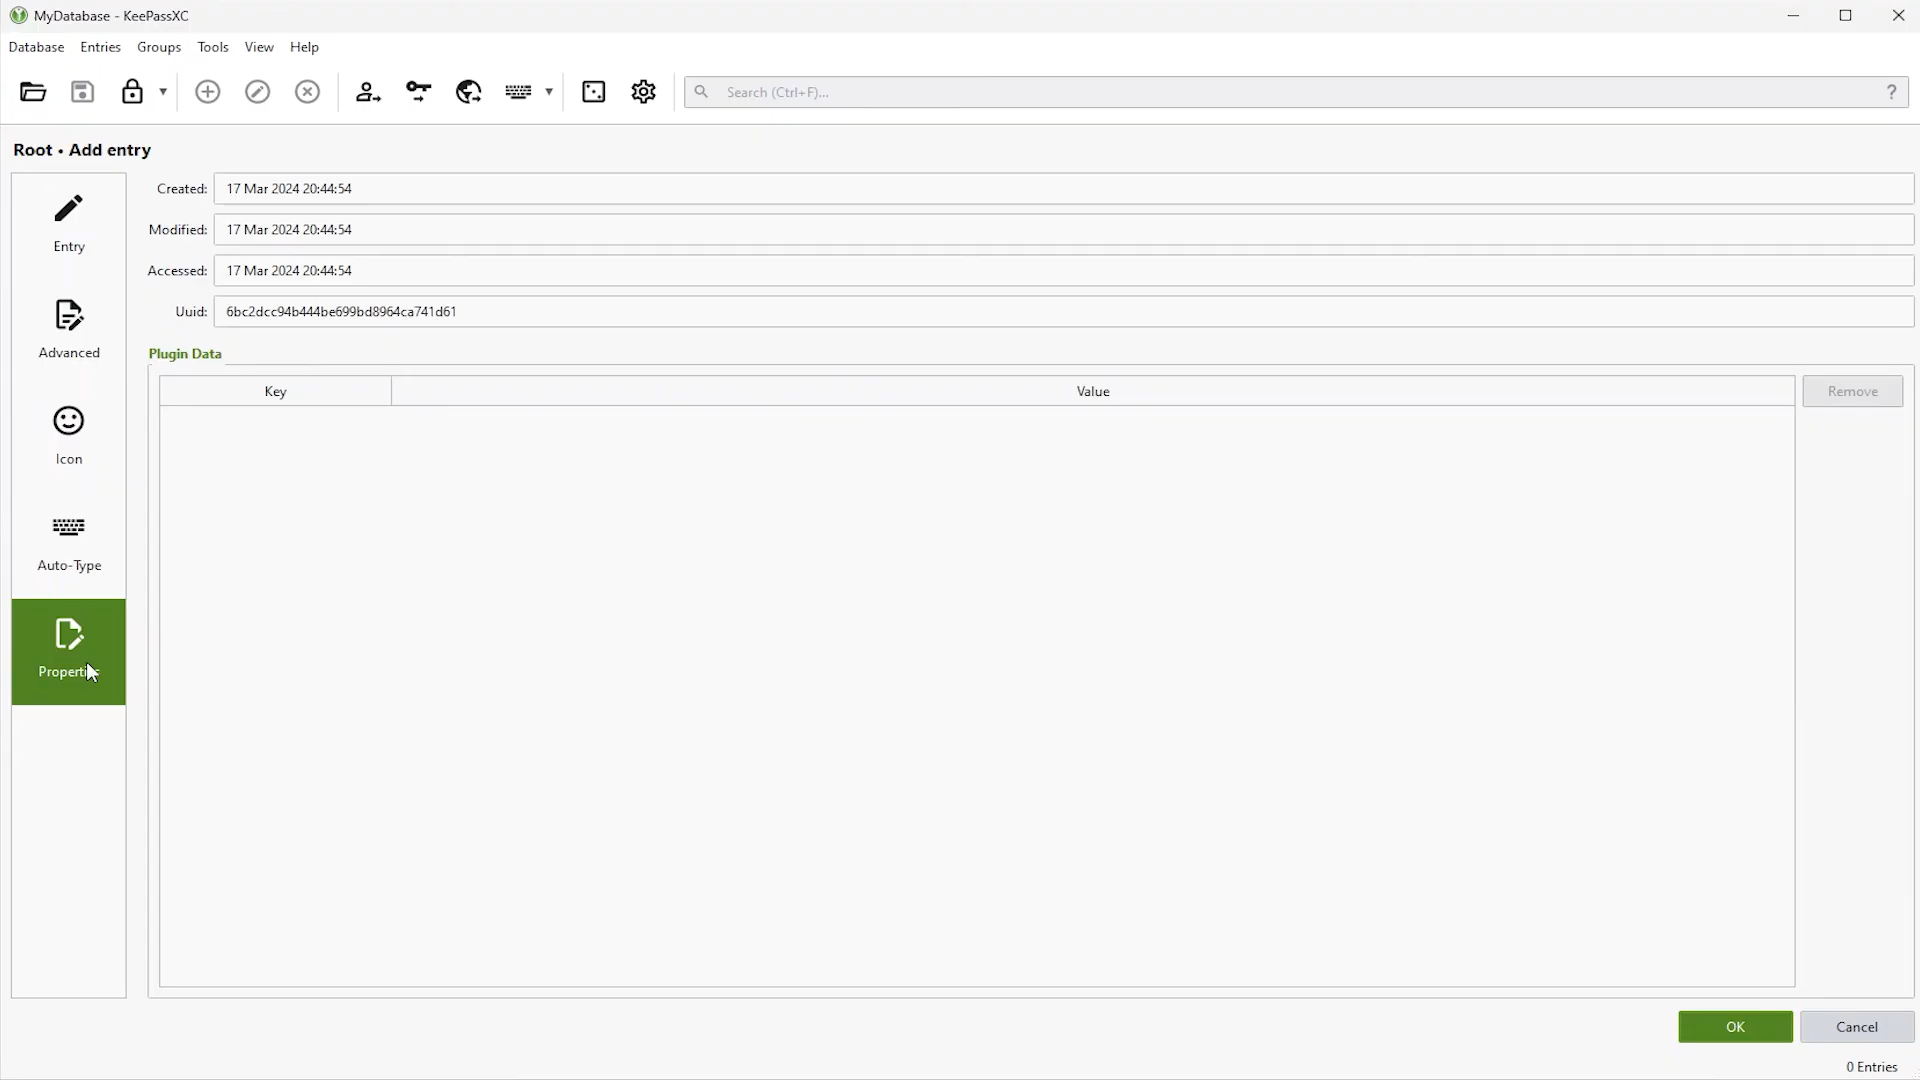 MyDatabase - KeePassXC
Database Entries Groups Tools View Help
Search (Ctrl+F)... ?
Root • Add entry
Entry
Advanced
Icon
Auto-Type
Properties
Created: 17 Mar 2024 20:44:54
Modified: 17 Mar 2024 20:44:54
Accessed: 17 Mar 2024 20:44:54
Uuid: 6bc2dcc94b444be699bd8964ca741d61
Plugin Data
Key Value Remove
OK Cancel
0 Entries